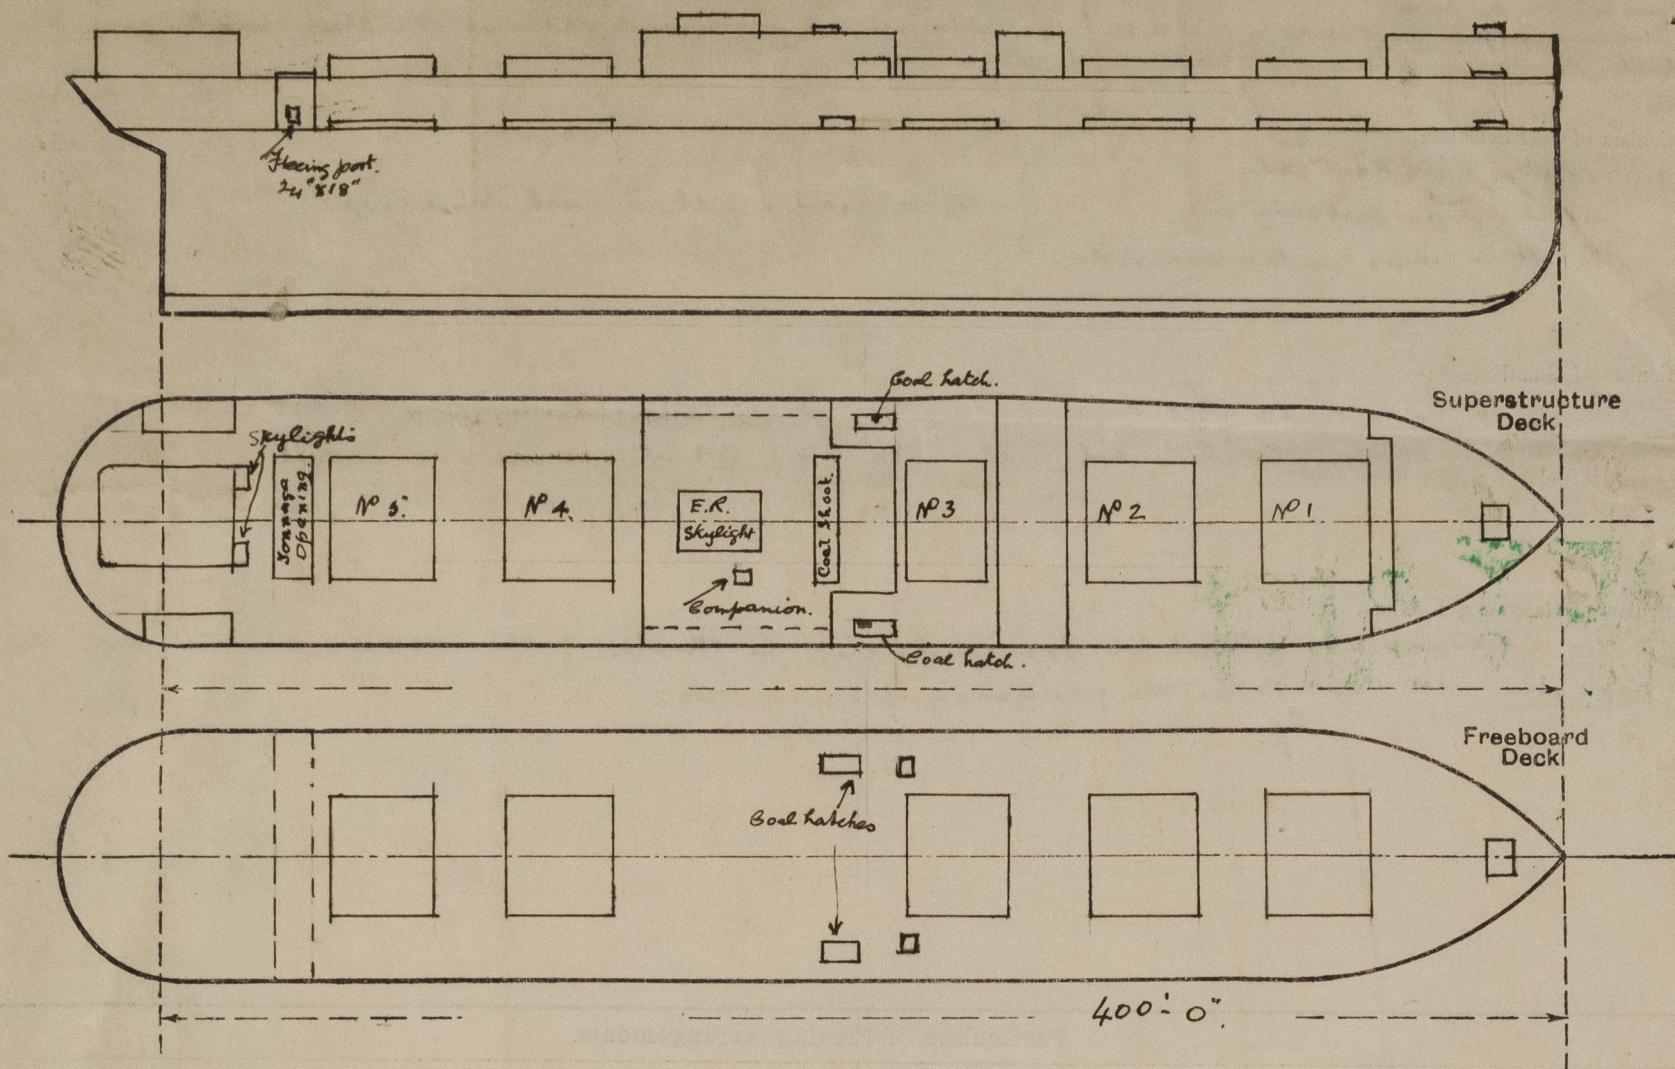 Freeing port.
24"x18"
Coal hatch.
Superstructure
Deck
Skylights
Tonnage
Opening.
Nº 5.
Nº 4.
E.R.
Skylight
Coal Shoot.
Nº 3
Nº 2
Nº 1
Companion.
Coal hatch.
Freeboard
Deck
Coal hatches
400'- 0".